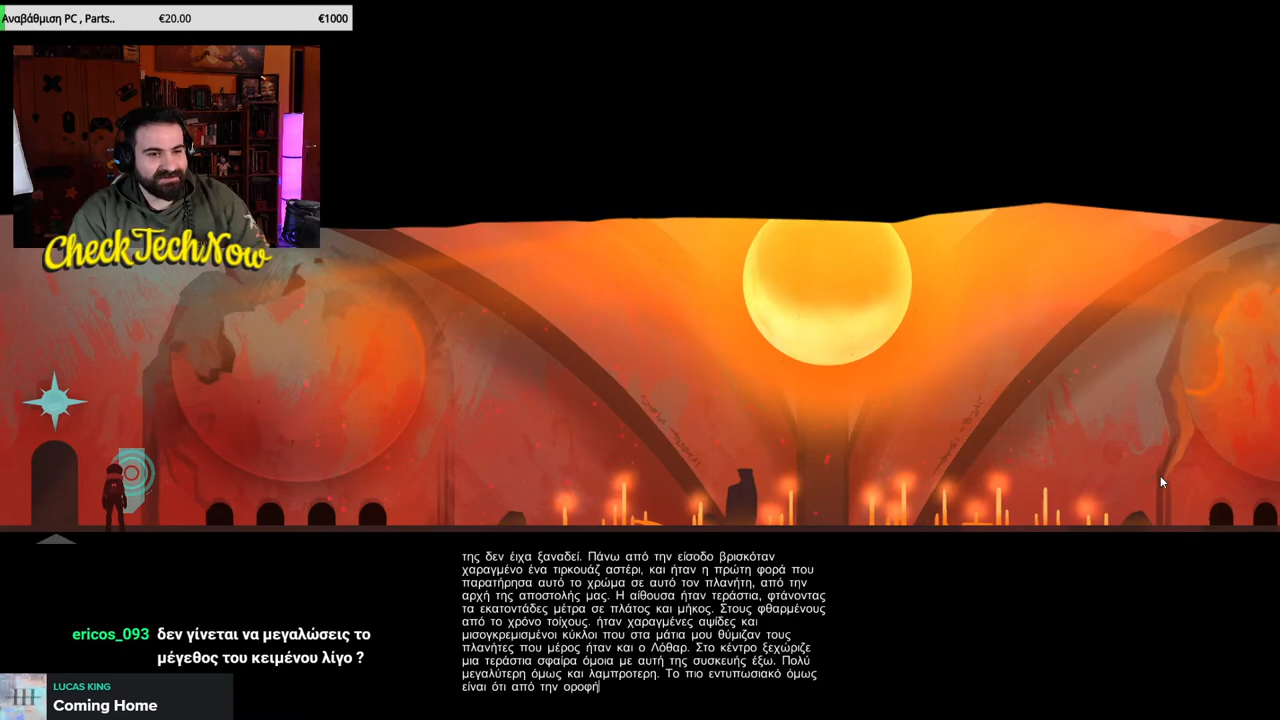 Αναβάθμιση PC , Parts.. €20.00 €1000
CheckTechNow
της δεν έιχα ξαναδεί. Πάνω από την είσοδο βρισκόταν
χαραγμένο ένα τιρκουάζ αστέρι, και ήταν η πρώτη φορά που
παρατήρησα αυτό το χρώμα σε αυτό τον πλανήτη, από την
αρχή της αποστολής μας. Η αίθουσα ήταν τεράστια, φτάνοντας
τα εκατοντάδες μέτρα σε πλάτος και μήκος. Στους φθαρμένους
από το χρόνο τοίχους. ήταν χαραγμένες αψίδες και
μισογκρεμισμένοι κύκλοι που στα μάτια μου θύμιζαν τους
πλανήτες που μέρος ήταν και ο Λόθαρ. Στο κέντρο ξεχώριζε
μια τεράστια σφαίρα όμοια με αυτή της συσκευής έξω. Πολύ
μεγαλύτερη όμως και λαμπροτερη. Το πιο εντυπωσιακό όμως
είναι ότι από την οροφή
ericos_093 δεν γίνεται να μεγαλώσεις το
μέγεθος του κειμένου λίγο ?
LUCAS KING
Coming Home